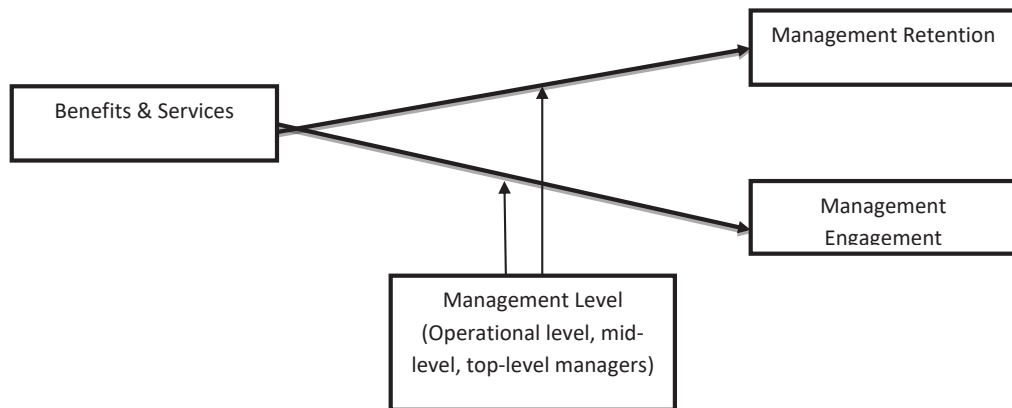 Management Retention
Benefits & Services
Management
Engagement
Management Level
(Operational level, mid-
level, top-level managers)